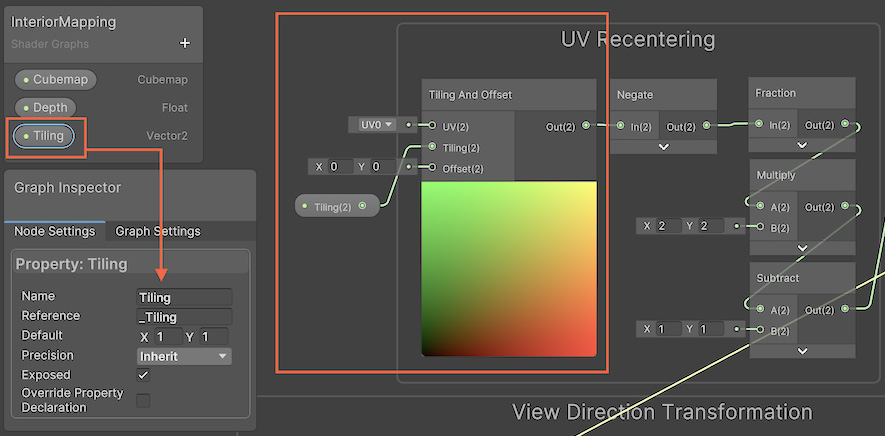 InteriorMapping
Shader Graphs
+
Cubemap Cubemap
Depth Float
Tiling Vector2
Graph Inspector
Node Settings Graph Settings
Property: Tiling
Name Tiling
Reference _Tiling
Default X 1 Y 1
Precision Inherit
Exposed
Override Property
Declaration
UV Recentering
Tiling And Offset
UV0 UV(2) Out(2)
Tiling(2)
X 0 Y 0 Offset(2)
Tiling(2)
Negate
In(2) Out(2)
Fraction
In(2) Out(2)
Multiply
A(2) Out(2)
X 2 Y 2 B(2)
Subtract
A(2) Out(2)
X 1 Y 1 B(2)
View Direction Transformation